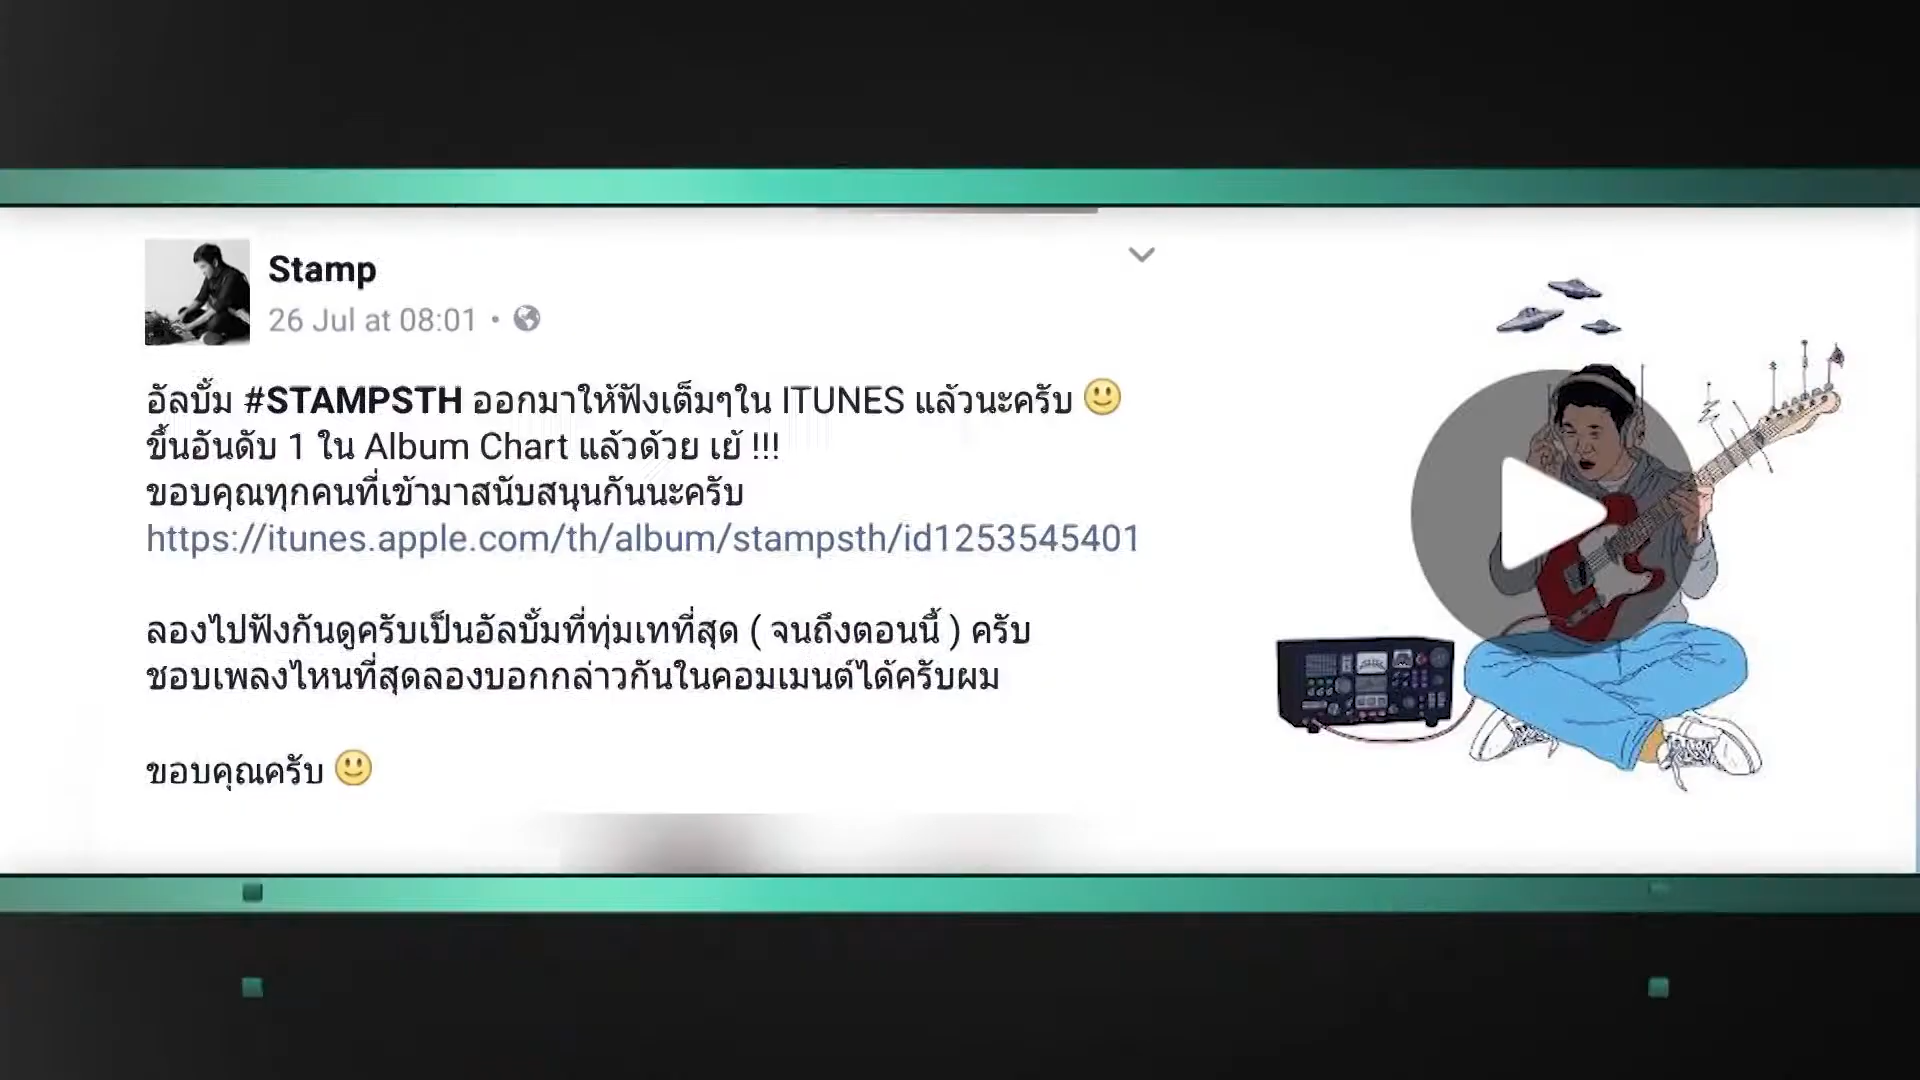 Stamp
26 Jul at 08:01 •
อัลบั้ม #STAMPSTH ออกมาให้ฟังเต็มๆใน ITUNES แล้วนะครับ 🙂
ขึ้นอันดับ 1 ใน Album Chart แล้วด้วย เย้ !!!
ขอบคุณทุกคนที่เข้ามาสนับสนุนกันนะครับ
https://itunes.apple.com/th/album/stampsth/id1253545401
ลองไปฟังกันดูครับเป็นอัลบั้มที่ทุ่มเทที่สุด ( จนถึงตอนนี้ ) ครับ
ชอบเพลงไหนที่สุดลองบอกกล่าวกันในคอมเมนต์ได้ครับผม
ขอบคุณครับ 🙂